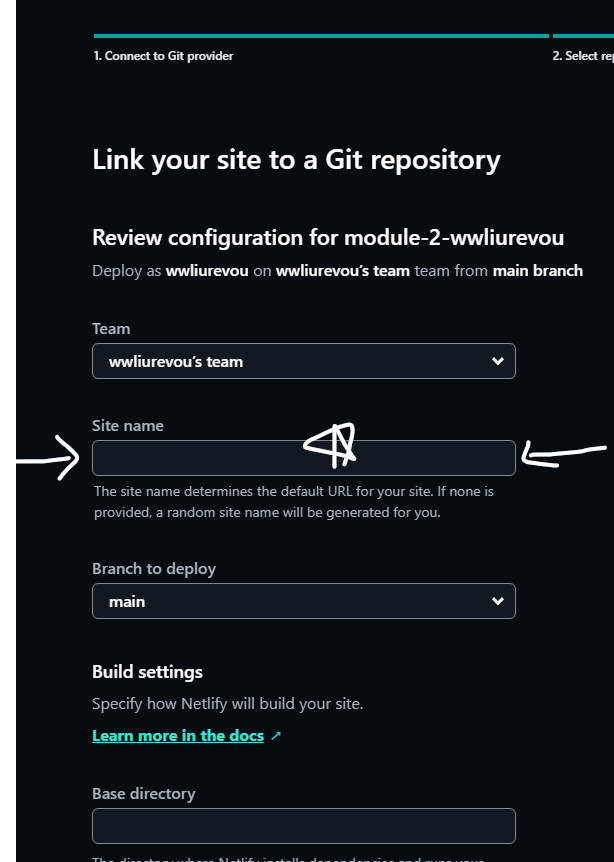 1. Connect to Git provider
2. Select
Link your site to a Git repository
Review configuration for module-2-wwliurevou
Deploy as wwliurevou on wwliurevou's team team from main branch
Team
wwliurevou's team
Site name
The site name determines the default URL for your site. If none is
provided, a random site name will be generated for you.
Branch to deploy
main
Build settings
Specify how Netlify will build your site.
Learn more in the docs ↗
Base directory